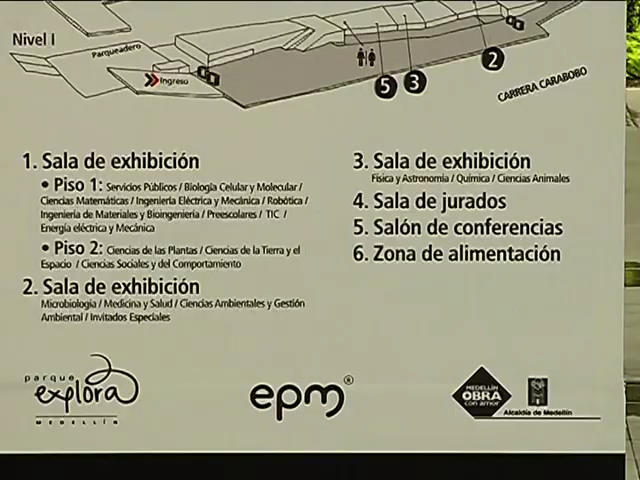 Nivel I
Parqueadero
Ingreso
5 3 2
CARRERA CARABOBO
1. Sala de exhibición
• Piso 1: Servicios Públicos / Biología Celular y Molecular /
Ciencias Matemáticas / Ingeniería Eléctrica y Mecánica / Robótica /
Ingeniería de Materiales y Bioingeniería / Preescolares / TIC /
Energía eléctrica y Mecánica
• Piso 2: Ciencias de las Plantas / Ciencias de la Tierra y el
Espacio / Ciencias Sociales y del Comportamiento
2. Sala de exhibición
Microbiología / Medicina y Salud / Ciencias Ambientales y Gestión
Ambiental / Invitados Especiales
3. Sala de exhibición
Física y Astronomía / Química / Ciencias Animales
4. Sala de jurados
5. Salón de conferencias
6. Zona de alimentación
parque
explora
MEDELLÍN
epm®
MEDELLÍN
OBRA
con amor
Alcaldía de Medellín